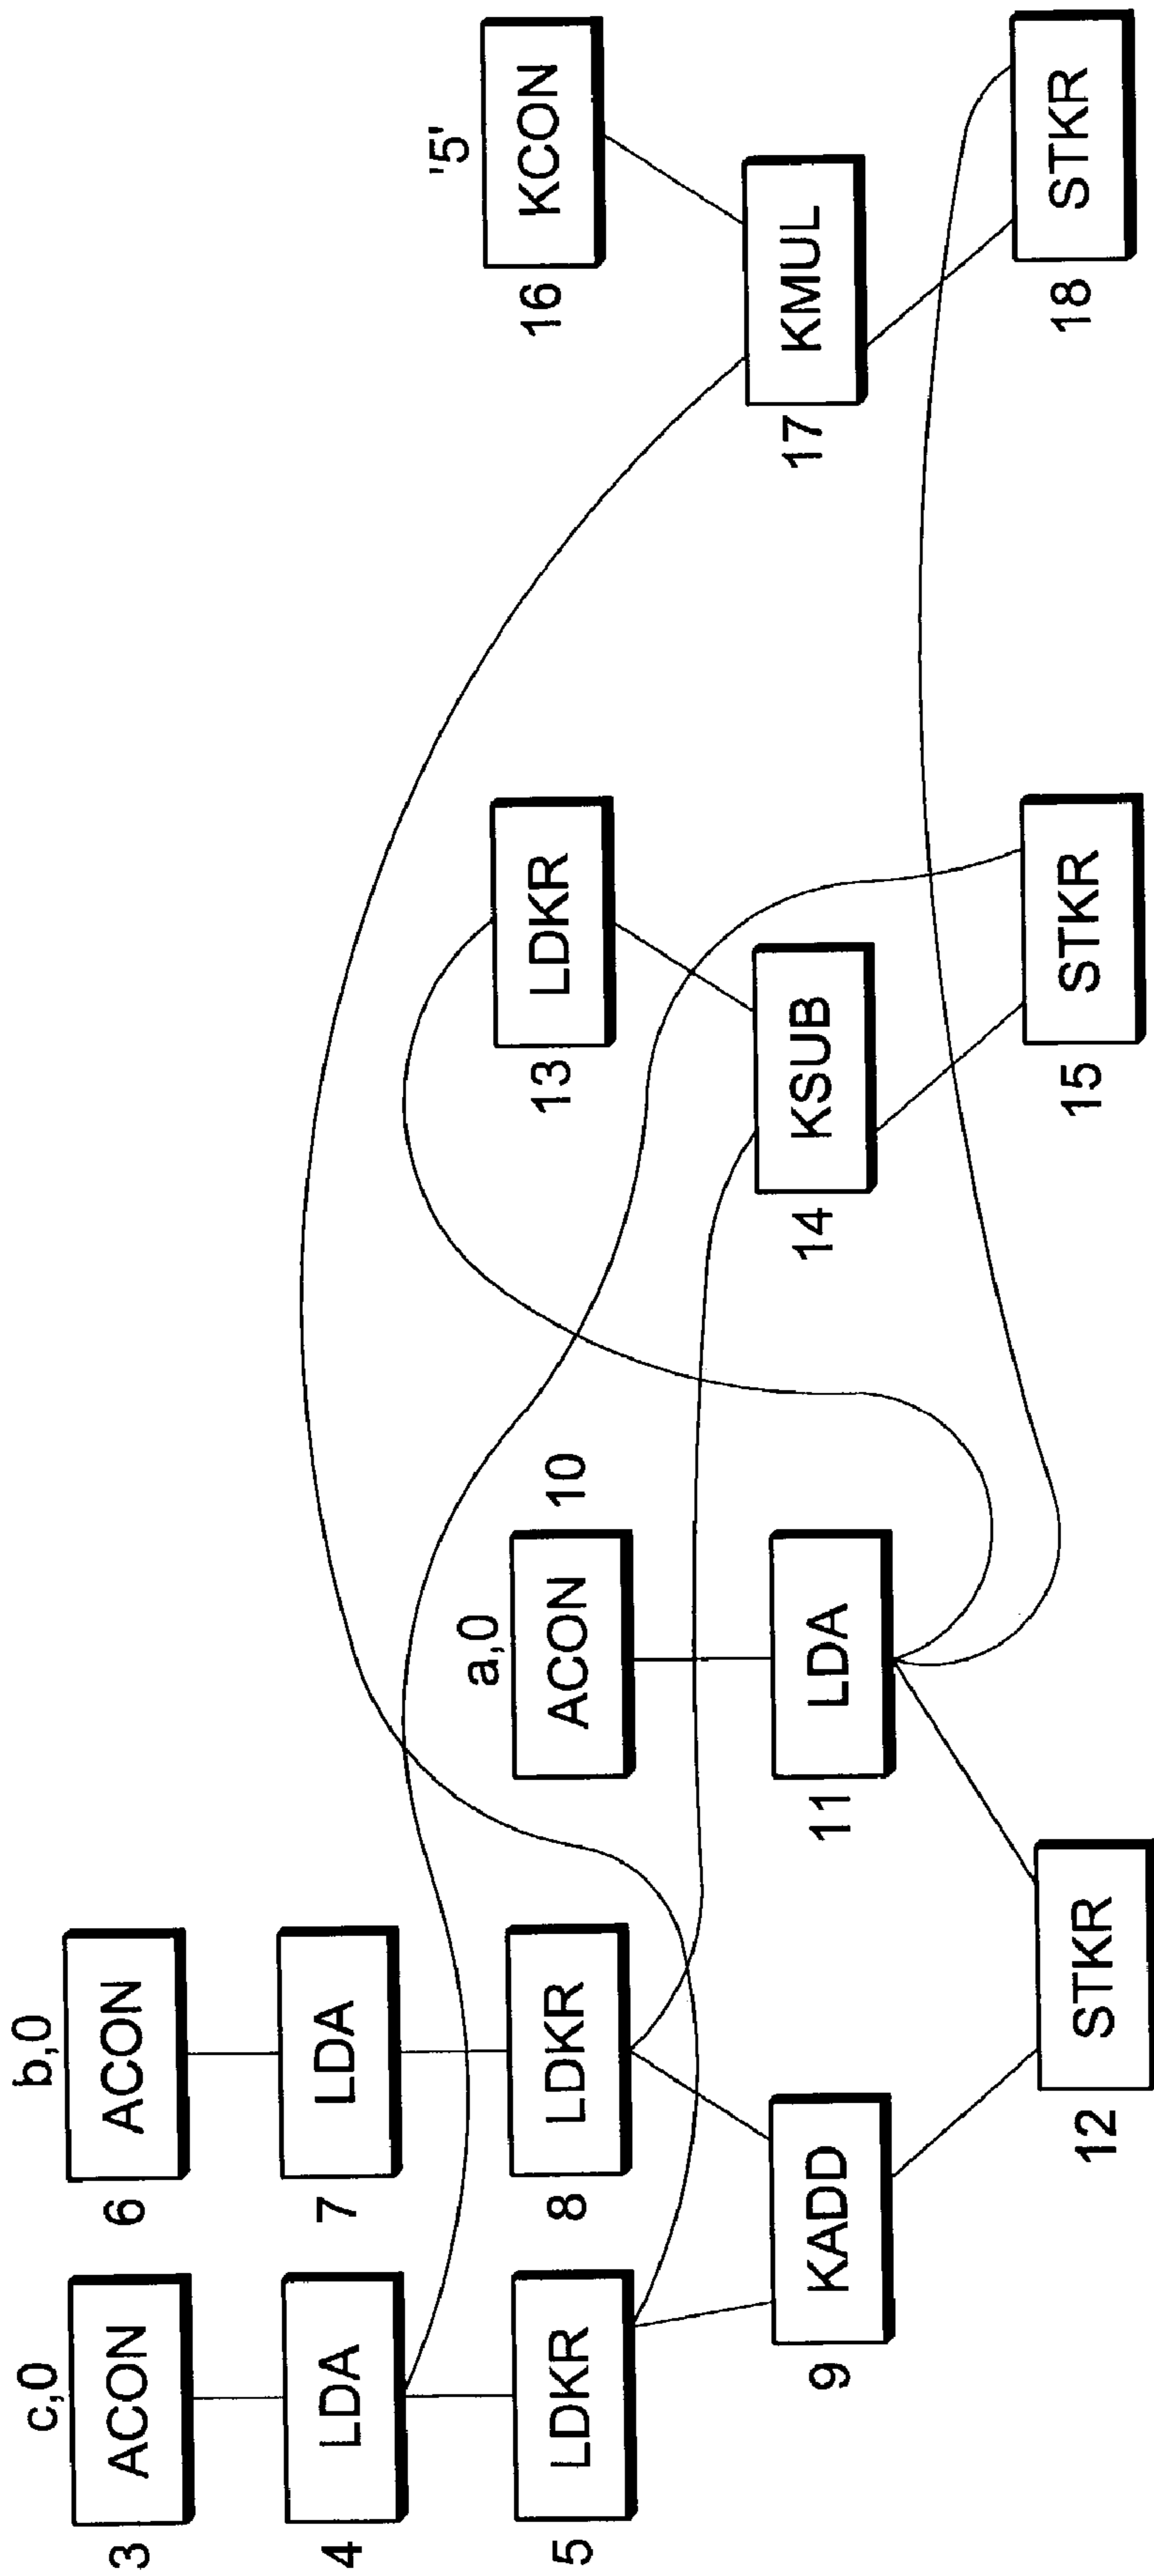 c,0
3 ACON
4 LDA
5 LDKR
b,0
6 ACON
7 LDA
8 LDKR
9 KADD
a,0
ACON 10
11 LDA
12 STKR
13 LDKR
14 KSUB
15 STKR
'5'
16 KCON
17 KMUL
18 STKR